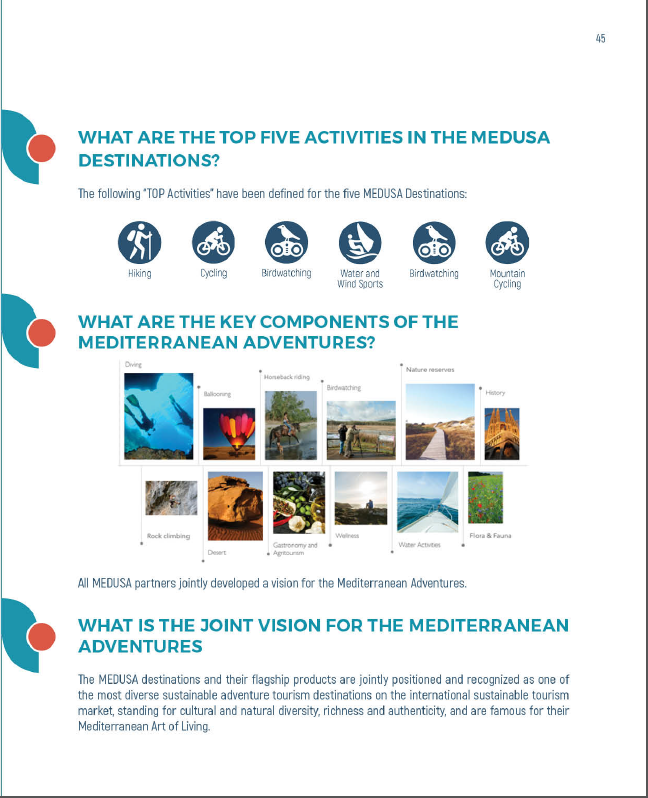 45
WHAT ARE THE TOP FIVE ACTIVITIES IN THE MEDUSA
DESTINATIONS?
The following "TOP Activities" have been defined for the five MEDUSA Destinations:
Hiking
Cycling
Birdwatching
Water and
Wind Sports
Birdwatching
Mountain
Cycling
WHAT ARE THE KEY COMPONENTS OF THE
MEDITERRANEAN ADVENTURES?
Diving
Ballooning
Horseback riding
Birdwatching
Nature reserves
History
Rock climbing
Desert
Gastronomy and
Agritourism
Wellness
Water Activities
Flora & Fauna
All MEDUSA partners jointly developed a vision for the Mediterranean Adventures.
WHAT IS THE JOINT VISION FOR THE MEDITERRANEAN
ADVENTURES
The MEDUSA destinations and their flagship products are jointly positioned and recognized as one of
the most diverse sustainable adventure tourism destinations on the international sustainable tourism
market, standing for cultural and natural diversity, richness and authenticity, and are famous for their
Mediterranean Art of Living.